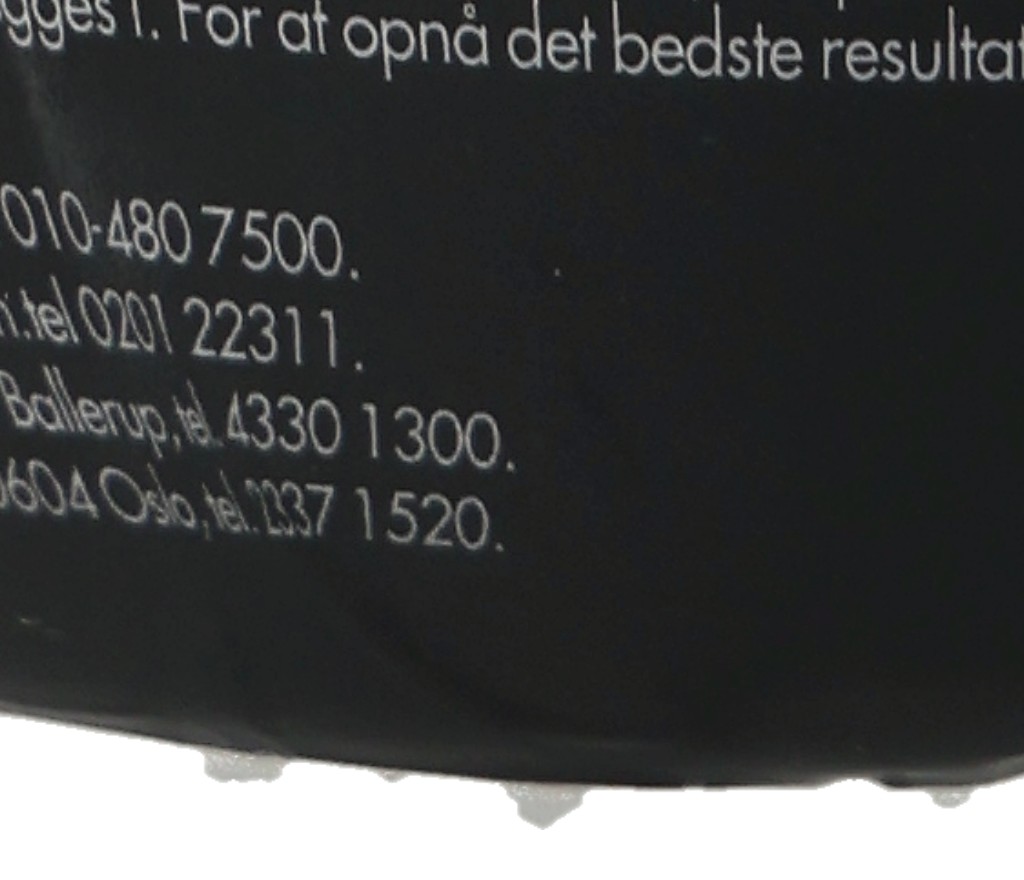 ygges i. For at opnå det bedste resultat
010-480 7500.
tel 0201 22311.
Ballerup, tel. 4330 1300.
0604 Oslo, tel. 2337 1520.